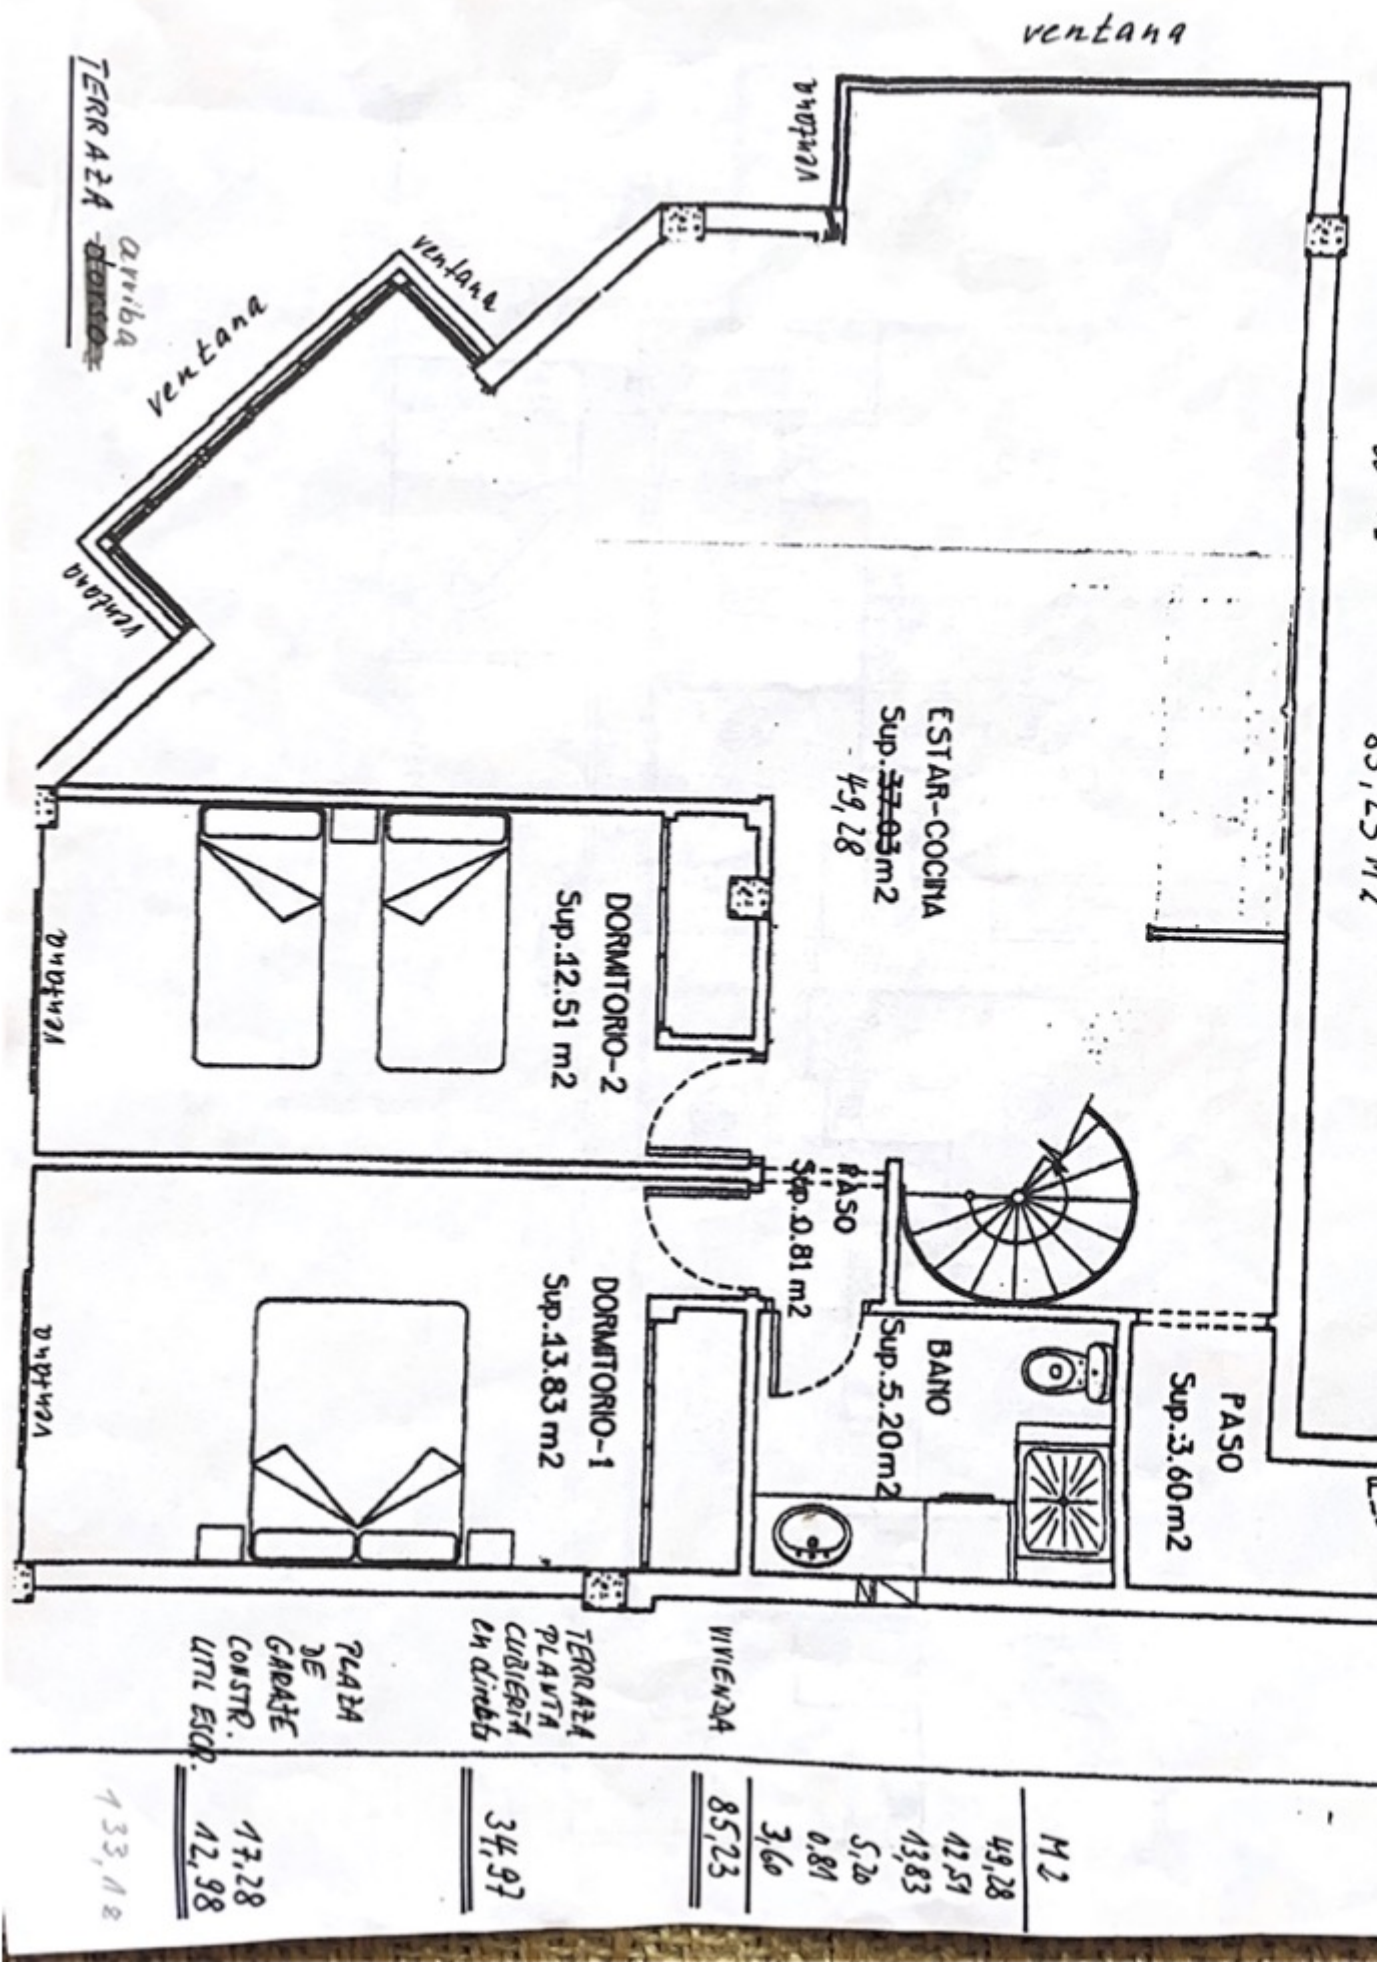 ventana
ventana
ventana
ventana
ventana
TERRAZA dorso
arriba
ESTAR-COCINA
Sup.37.03m2
49,28
DORMITORIO-2
Sup.12.51 m2
ventana
PASO
Sup.0.81 m2
DORMITORIO-1
Sup.13.83 m2
ventana
BANO
Sup.5.20m2
PASO
Sup.3.60m2
M2
49,28
12,51
13,83
5,20
0,81
3,60
VIVIENDA 85,23
TERRAZA
PLANTA
CUBIERTA
en directo 34,97
PLAZA
DE
GARAJE
CONSTR. 17,28
UTIL ESCR. 12,98
133,18